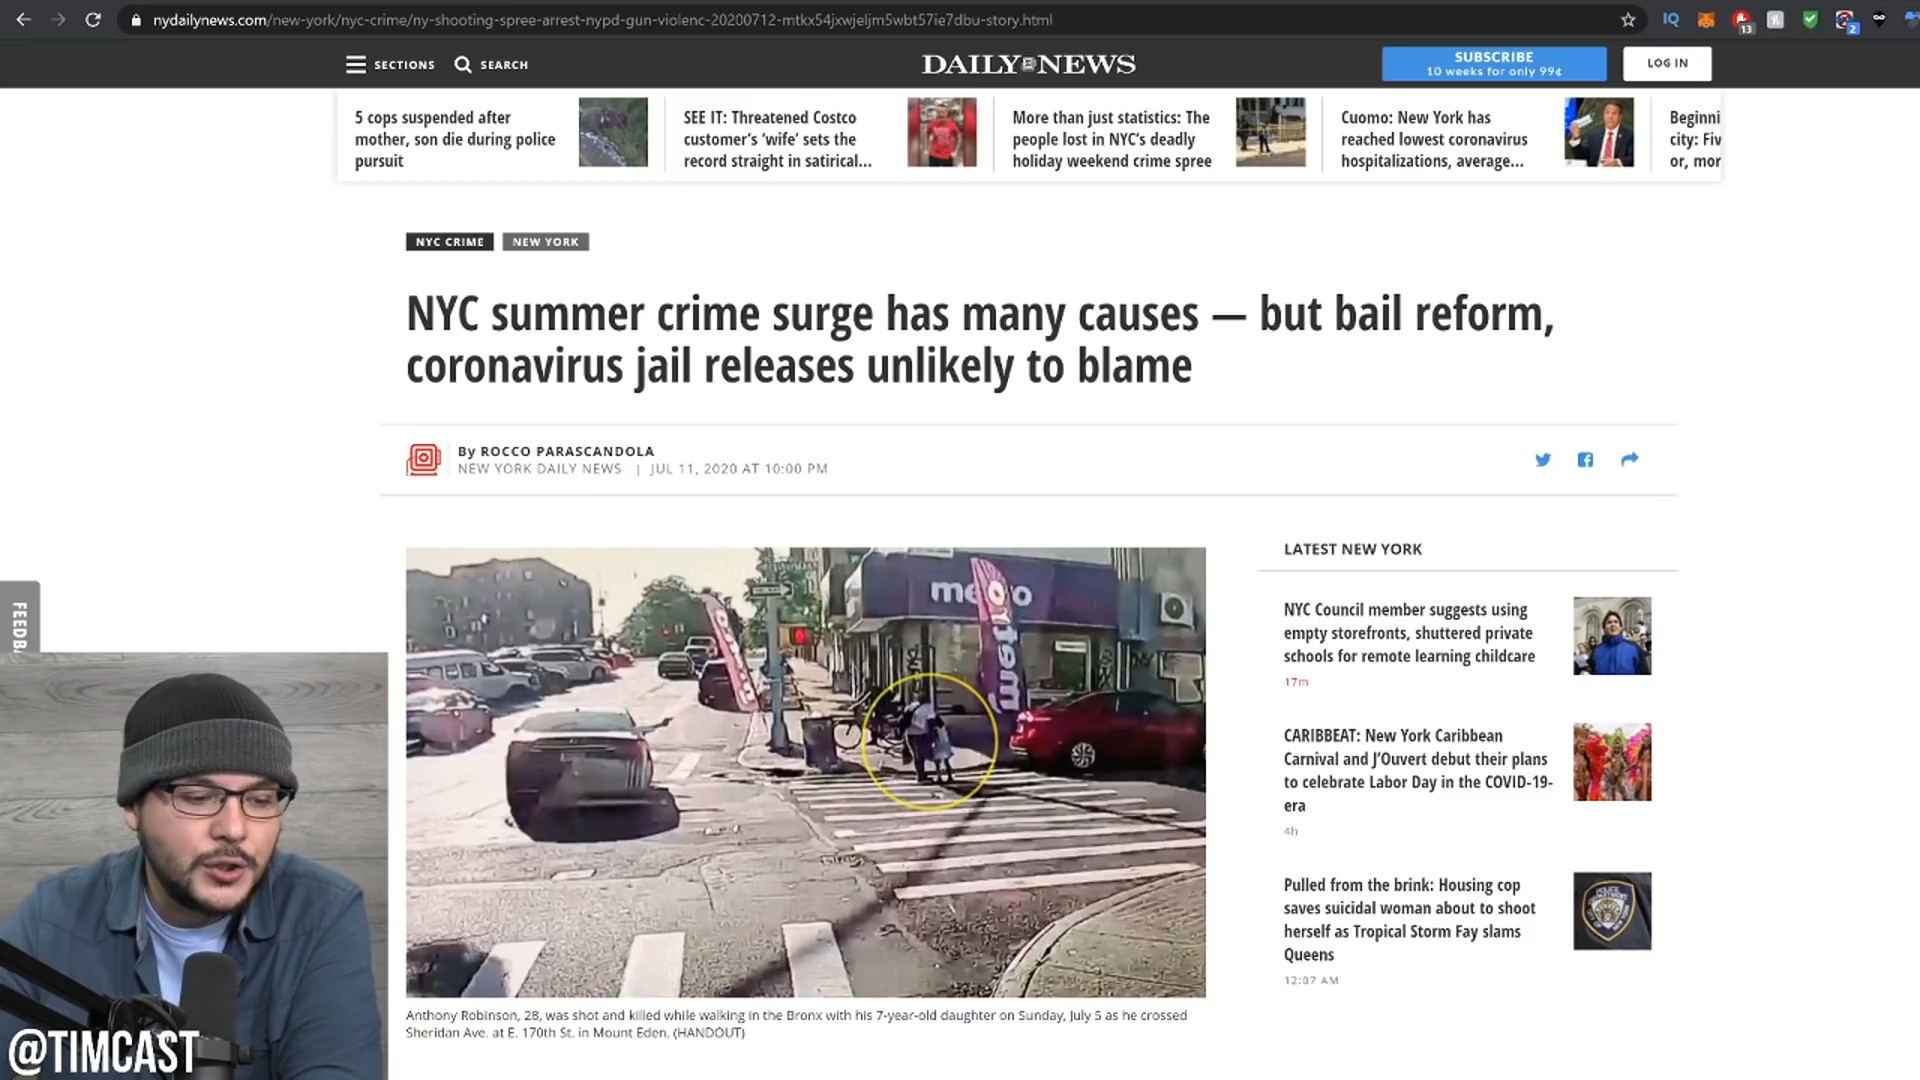 nydailynews.com/new-york/nyc-crime/ny-shooting-spree-arrest-nypd-gun-violenc-20200712-mtkx54jxwjeljm5wbt57ie7dbu-story.html
IQ
13
2
SECTIONS
SEARCH
DAILY NEWS
SUBSCRIBE
10 weeks for only 99¢
LOG IN
5 cops suspended after
mother, son die during police
pursuit
SEE IT: Threatened Costco
customer's 'wife' sets the
record straight in satirical...
More than just statistics: The
people lost in NYC's deadly
holiday weekend crime spree
Cuomo: New York has
reached lowest coronavirus
hospitalizations, average...
Beginni
city: Fiv
or, mor
NYC CRIME
NEW YORK
NYC summer crime surge has many causes — but bail reform,
coronavirus jail releases unlikely to blame
By ROCCO PARASCANDOLA
NEW YORK DAILY NEWS | JUL 11, 2020 AT 10:00 PM
FEEDBA
metro
LATEST NEW YORK
NYC Council member suggests using
empty storefronts, shuttered private
schools for remote learning childcare
17m
CARIBBEAT: New York Caribbean
Carnival and J'Ouvert debut their plans
to celebrate Labor Day in the COVID-19-
era
4h
Pulled from the brink: Housing cop
saves suicidal woman about to shoot
herself as Tropical Storm Fay slams
Queens
12:07 AM
Anthony Robinson, 28, was shot and killed while walking in the Bronx with his 7-year-old daughter on Sunday, July 5 as he crossed
Sheridan Ave. at E. 170th St. in Mount Eden. (HANDOUT)
@TIMCAST